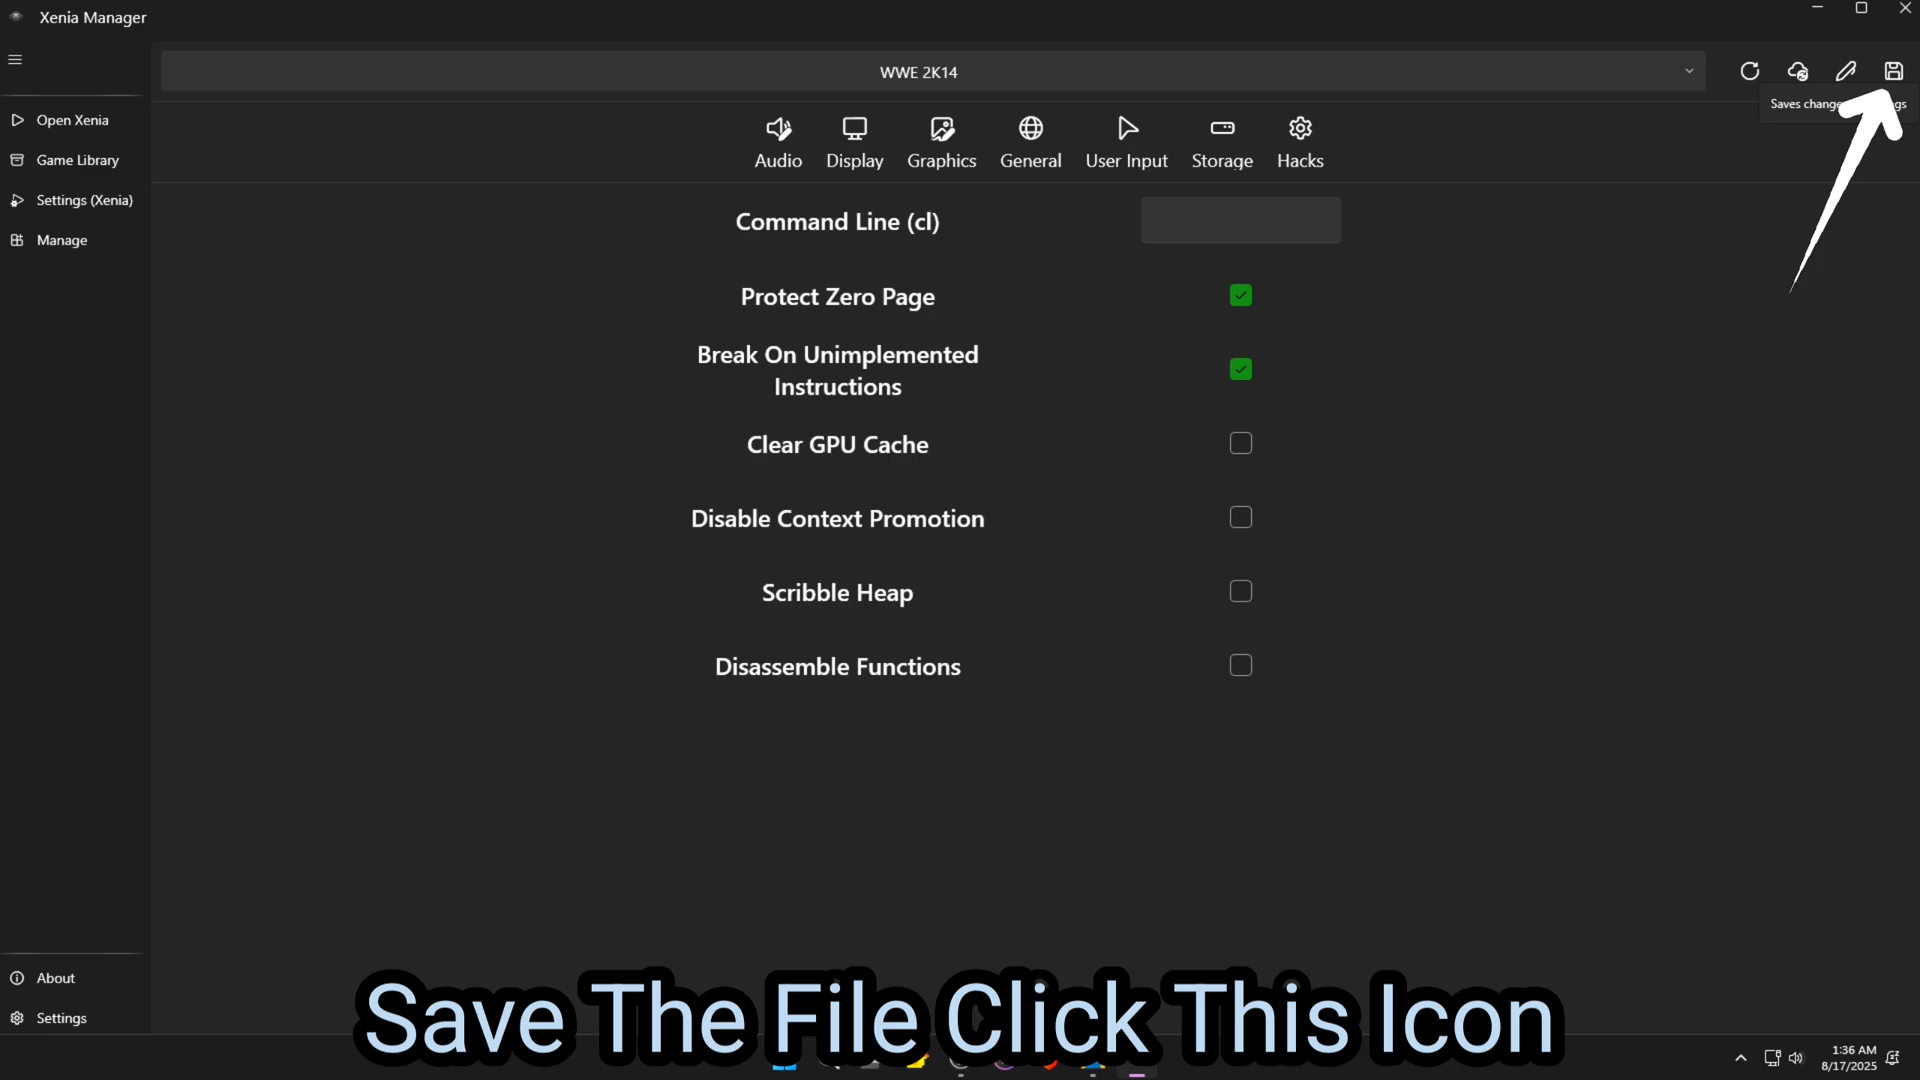 Xenia Manager
WWE 2K14
Saves change
Open Xenia
Game Library
Settings (Xenia)
Manage
Audio
Display
Graphics
General
User Input
Storage
Hacks
Command Line (cl)
Protect Zero Page
Break On Unimplemented
Instructions
Clear GPU Cache
Disable Context Promotion
Scribble Heap
Disassemble Functions
About
Settings
Save The File Click This Icon
1:36 AM
8/17/2025